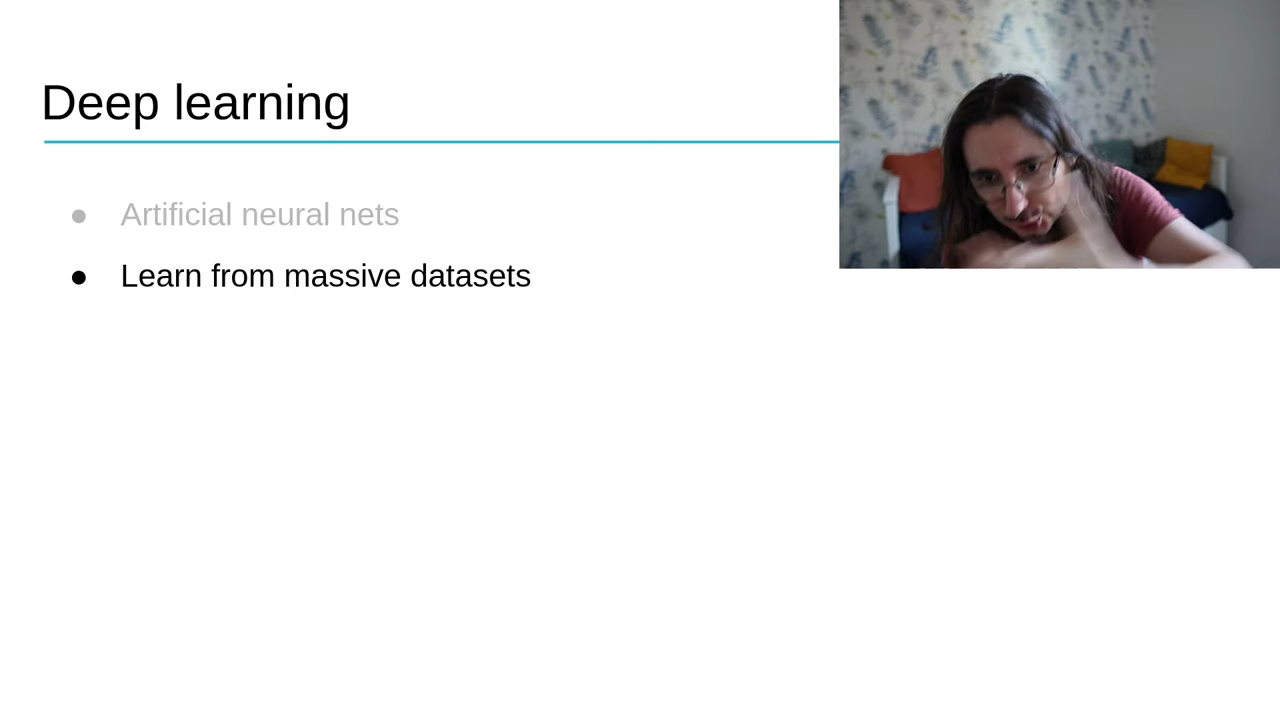 Deep learning
● Artificial neural nets
● Learn from massive datasets